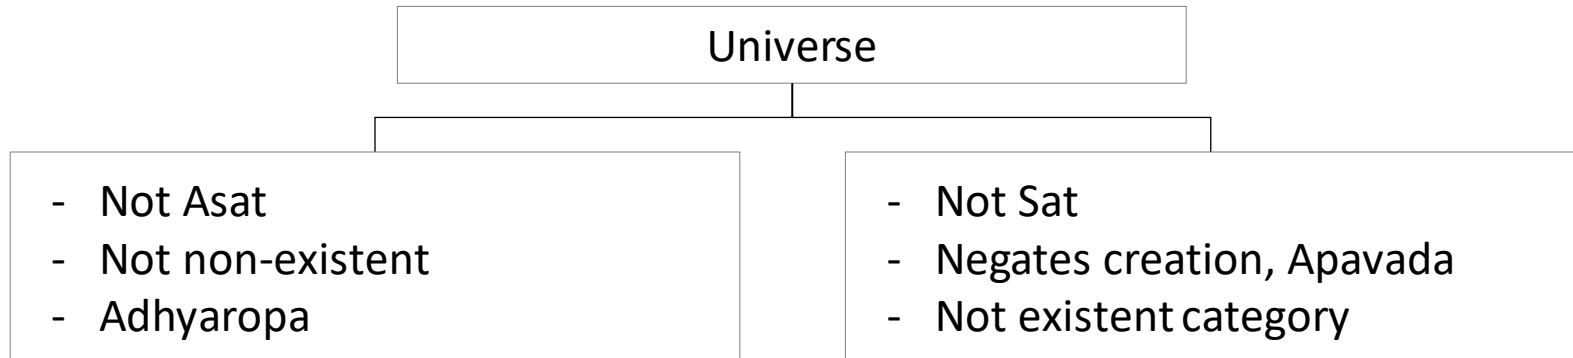 Universe
- Not Asat
- Not non-existent
- Adhyaropa
- Not Sat
- Negates creation, Apavada
- Not existent category